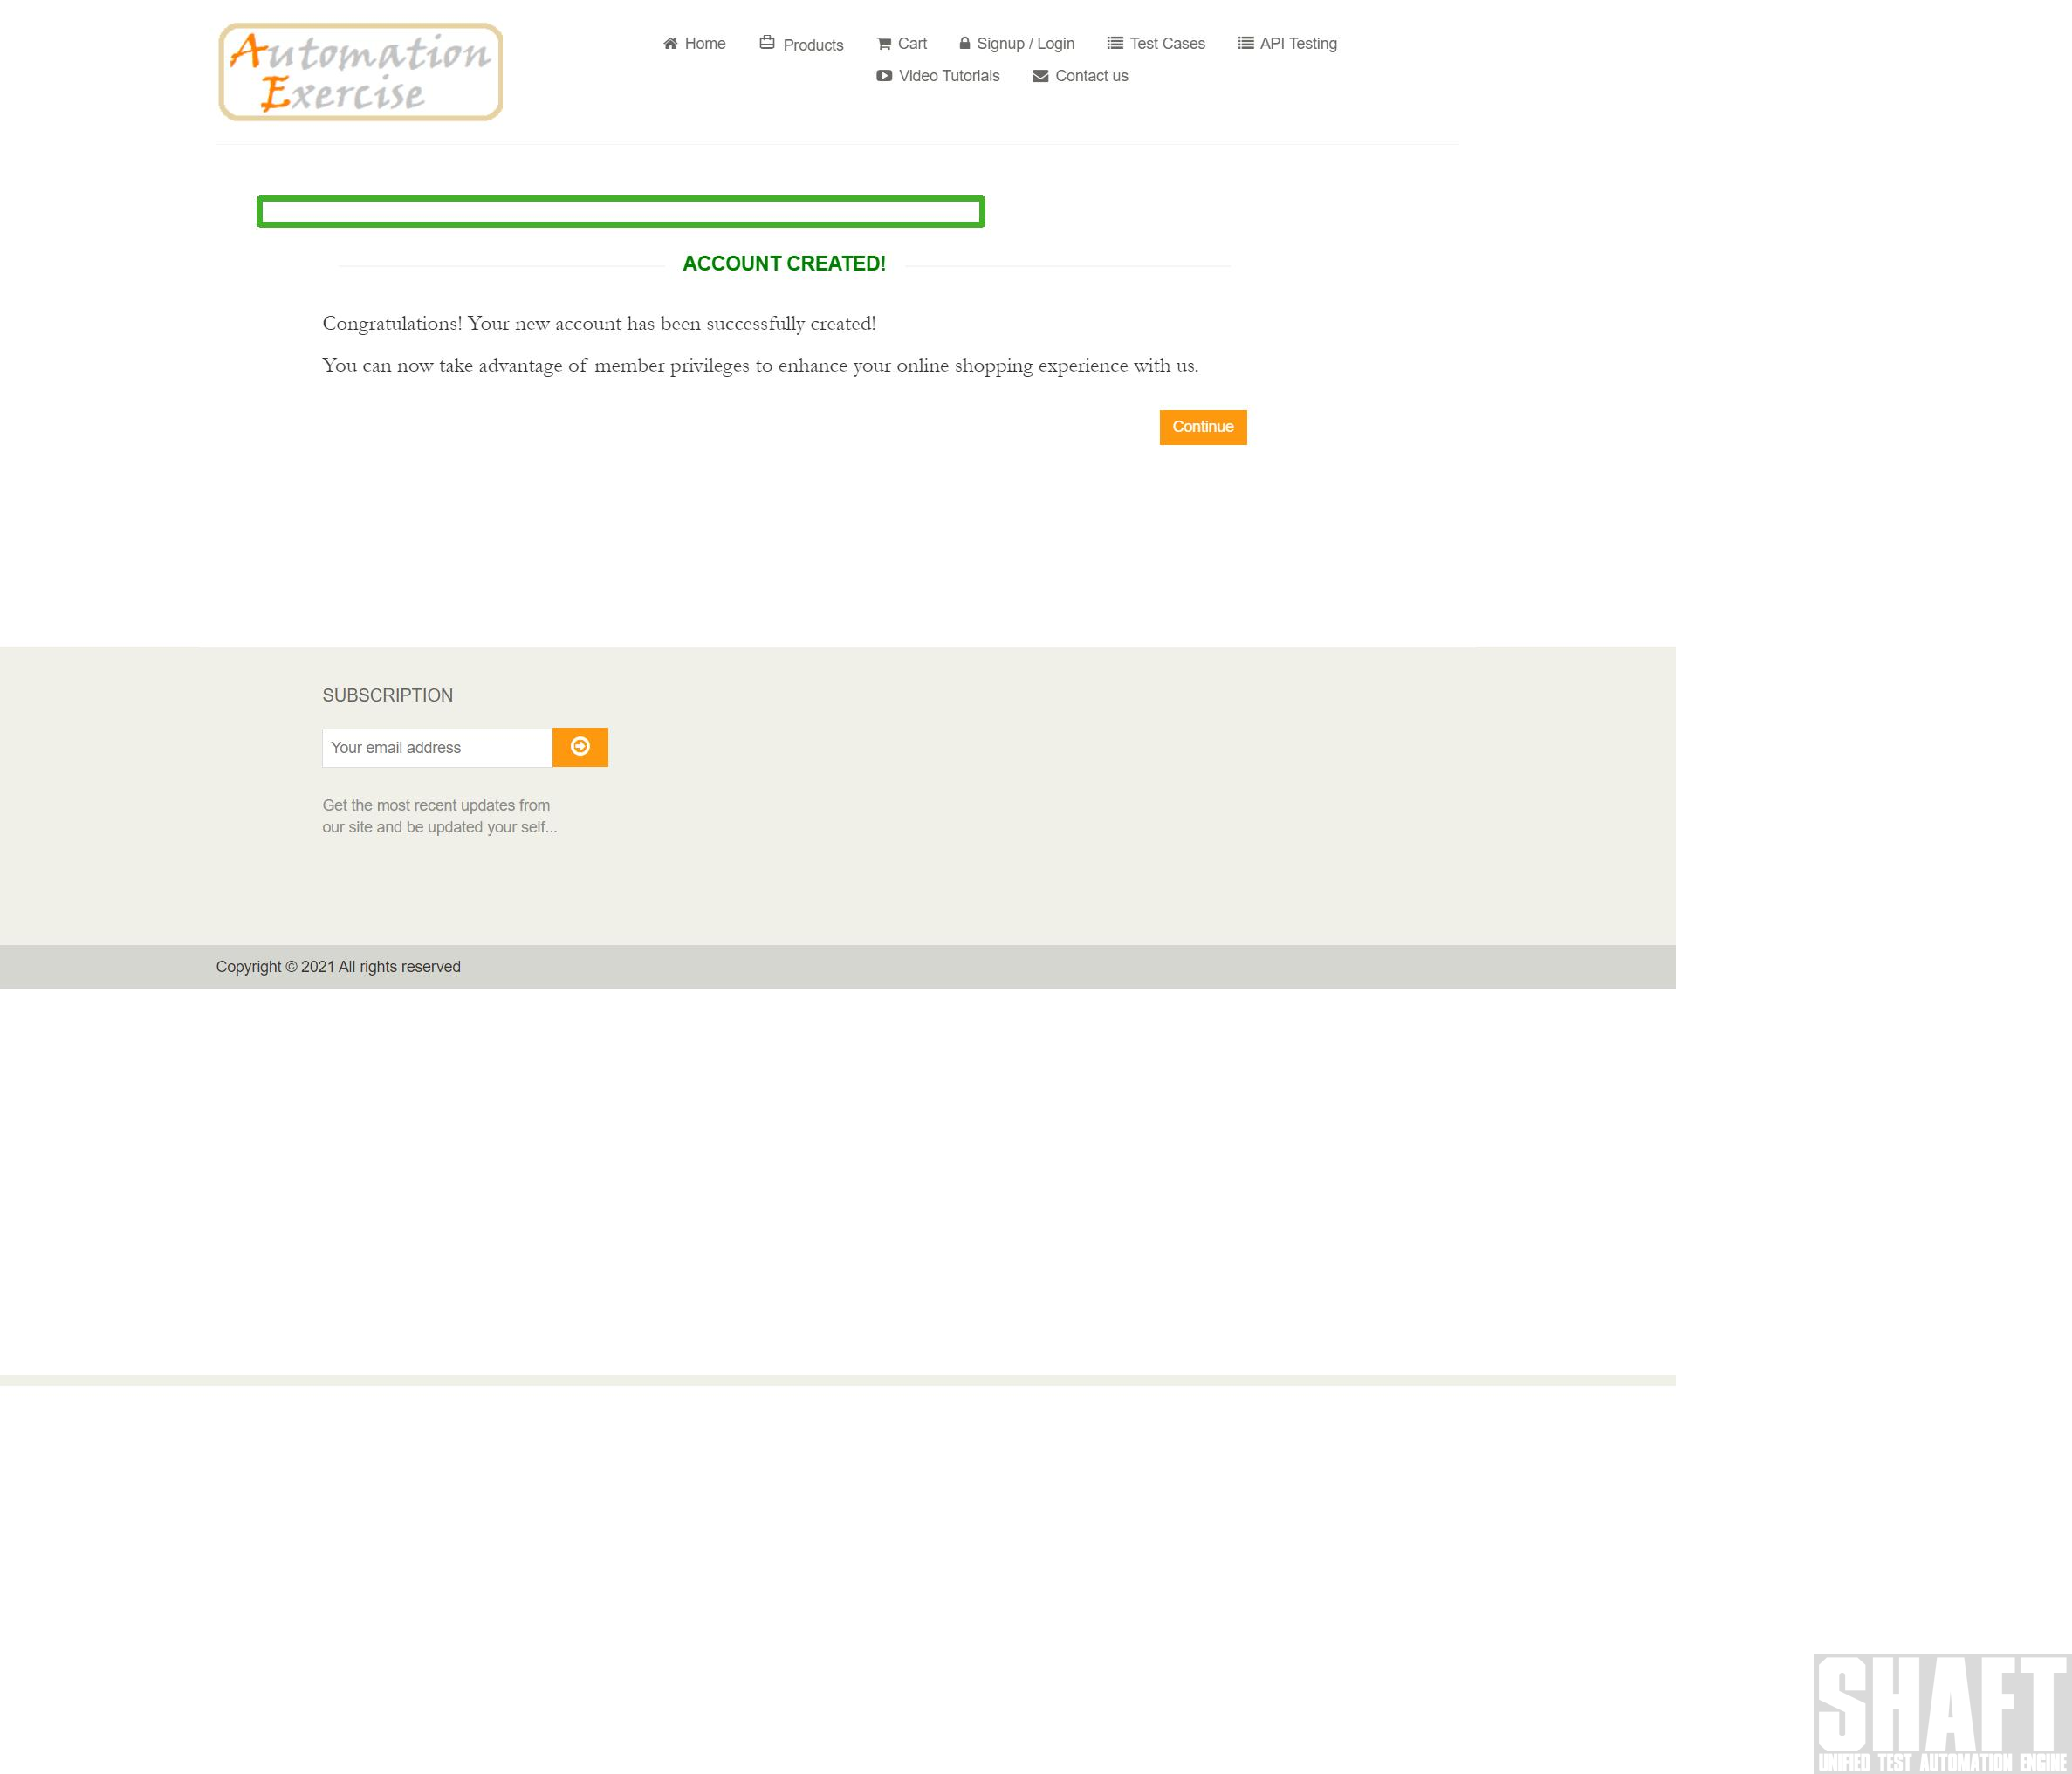 Automation
Exercise
Home
Products
Cart
Signup / Login
Test Cases
API Testing
Video Tutorials
Contact us
ACCOUNT CREATED!
Congratulations! Your new account has been successfully created!
You can now take advantage of member privileges to enhance your online shopping experience with us.
Continue
SUBSCRIPTION
Your email address
Get the most recent updates from
our site and be updated your self...
Copyright © 2021 All rights reserved
SHAFT
UNIFIED TEST AUTOMATION ENGINE